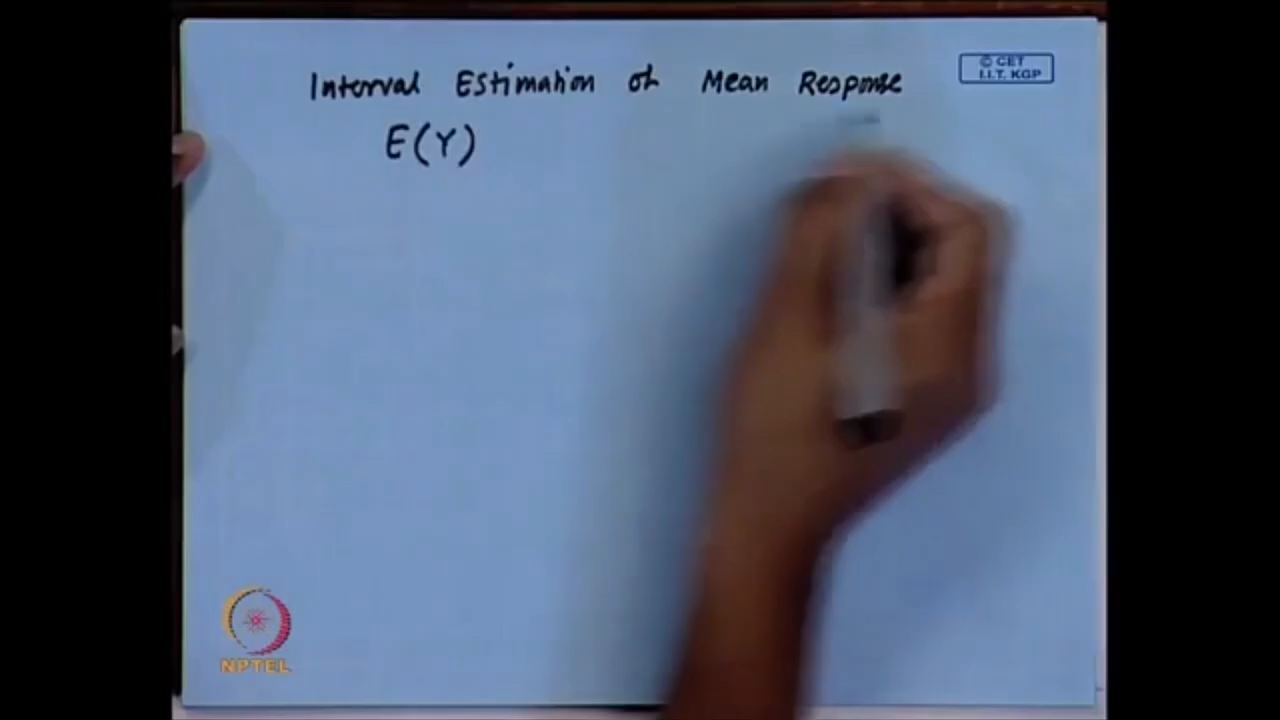 Interval Estimation of Mean Response
© CET
I.I.T. KGP
E(Y)
NPTEL